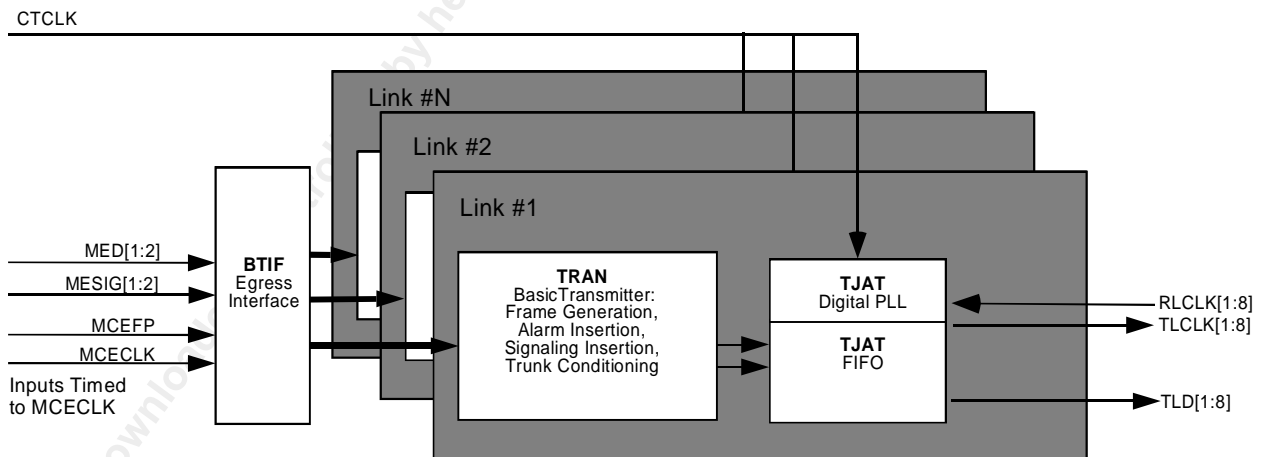 CTCLK
Link #N
Link #2
Link #1
MED[1:2]
MESIG[1:2]
MCEFP
MCECLK
Inputs Timed
to MCECLK
BTIF
Egress
Interface
TRAN
BasicTransmitter:
Frame Generation,
Alarm Insertion,
Signaling Insertion,
Trunk Conditioning
TJAT
Digital PLL
TJAT
FIFO
RLCLK[1:8]
TLCLK[1:8]
TLD[1:8]